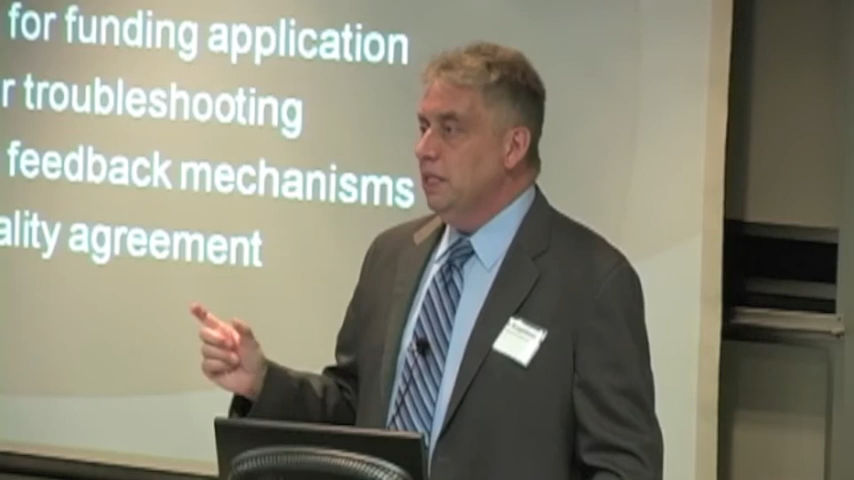 for funding application
r troubleshooting
feedback mechanisms
ality agreement